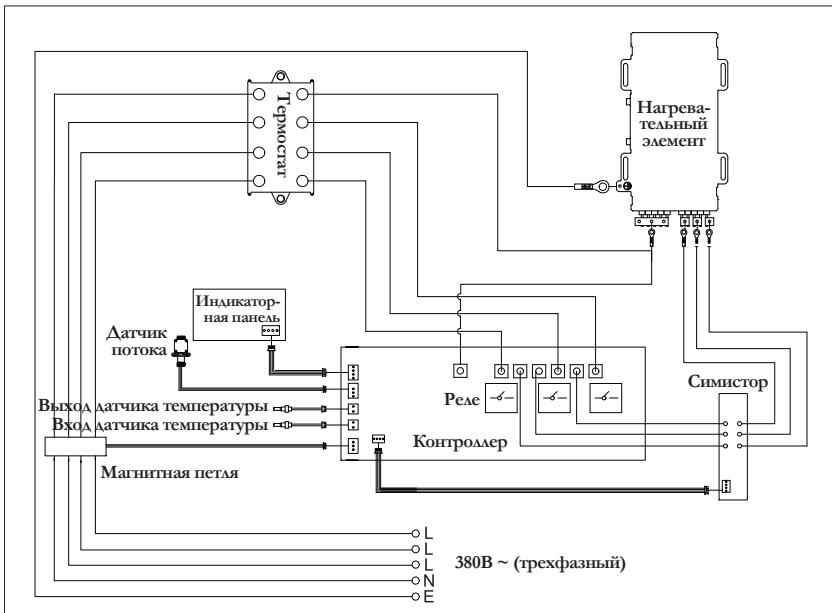 Термостат
Нагрева-
тельный
элемент
Индикатор-
ная панель
Датчик
потока
Выход датчика температуры
Вход датчика температуры
Реле
Контроллер
Симистор
Магнитная петля
L
L
L
N
E
380В ~ (трехфазный)